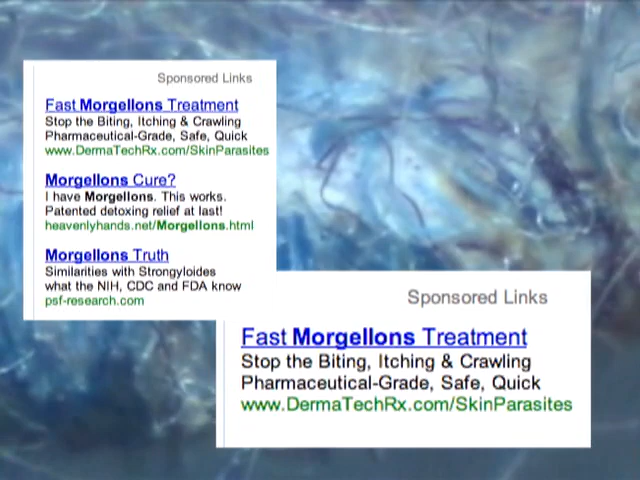 Sponsored Links
Fast Morgellons Treatment
Stop the Biting, Itching & Crawling
Pharmaceutical-Grade, Safe, Quick
www.DermaTechRx.com/SkinParasites
Morgellons Cure?
I have Morgellons. This works.
Patented detoxing relief at last!
heavenlyhands.net/Morgellons.html
Morgellons Truth
Similarities with Strongyloides
what the NIH, CDC and FDA know
psf-research.com
Sponsored Links
Fast Morgellons Treatment
Stop the Biting, Itching & Crawling
Pharmaceutical-Grade, Safe, Quick
www.DermaTechRx.com/SkinParasites